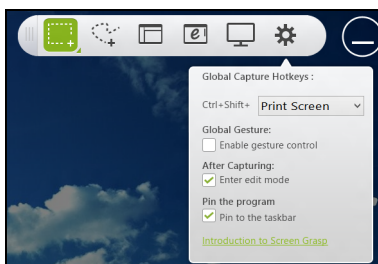 Global Capture Hotkeys :
Ctrl+Shift+ Print Screen
Global Gesture:
Enable gesture control
After Capturing:
Enter edit mode
Pin the program
Pin to the taskbar
Introduction to Screen Grasp